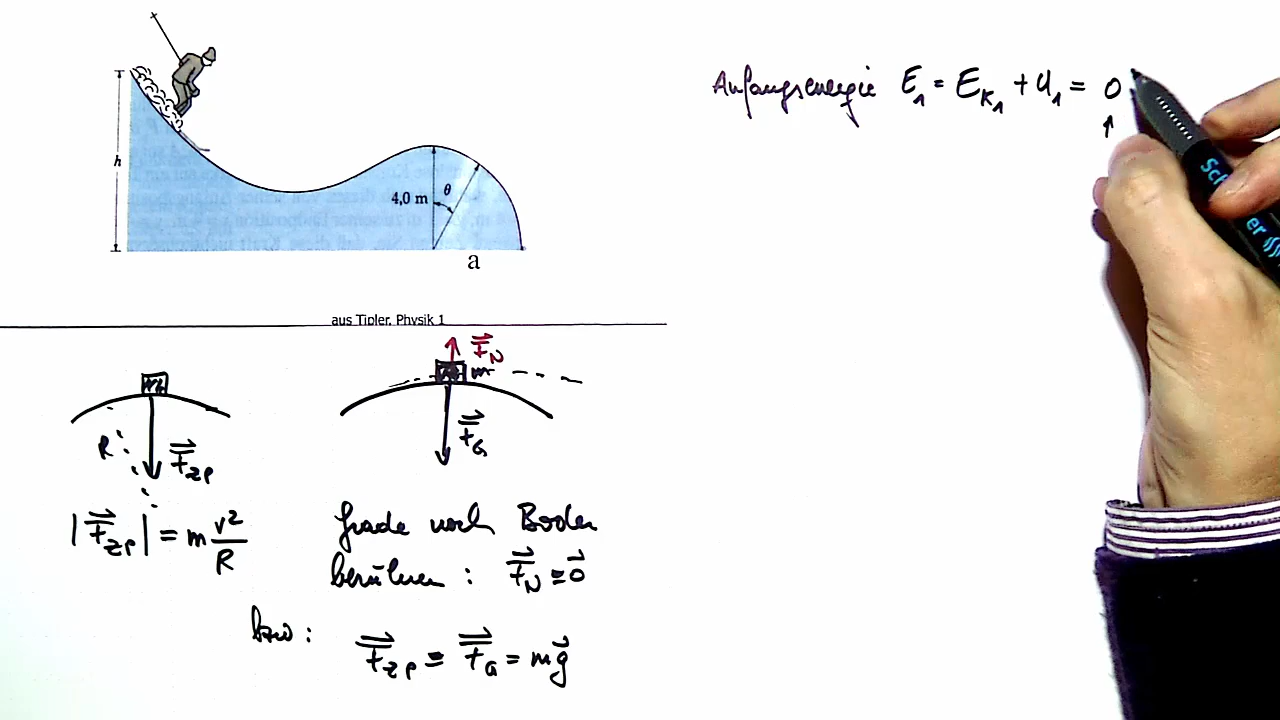 h
4,0 m
θ
a
aus Tipler, Physik 1
Anfangsenergie E₁ = E_K₁ + U₁ = 0
↑
m
R
F⃗_ZP
|F⃗_ZP| = m v²/R
F⃗_N
m
F⃗_G
grade noch Boden
berühren : F⃗_N = 0⃗
bzw : F⃗_ZP = F⃗_G = mg⃗